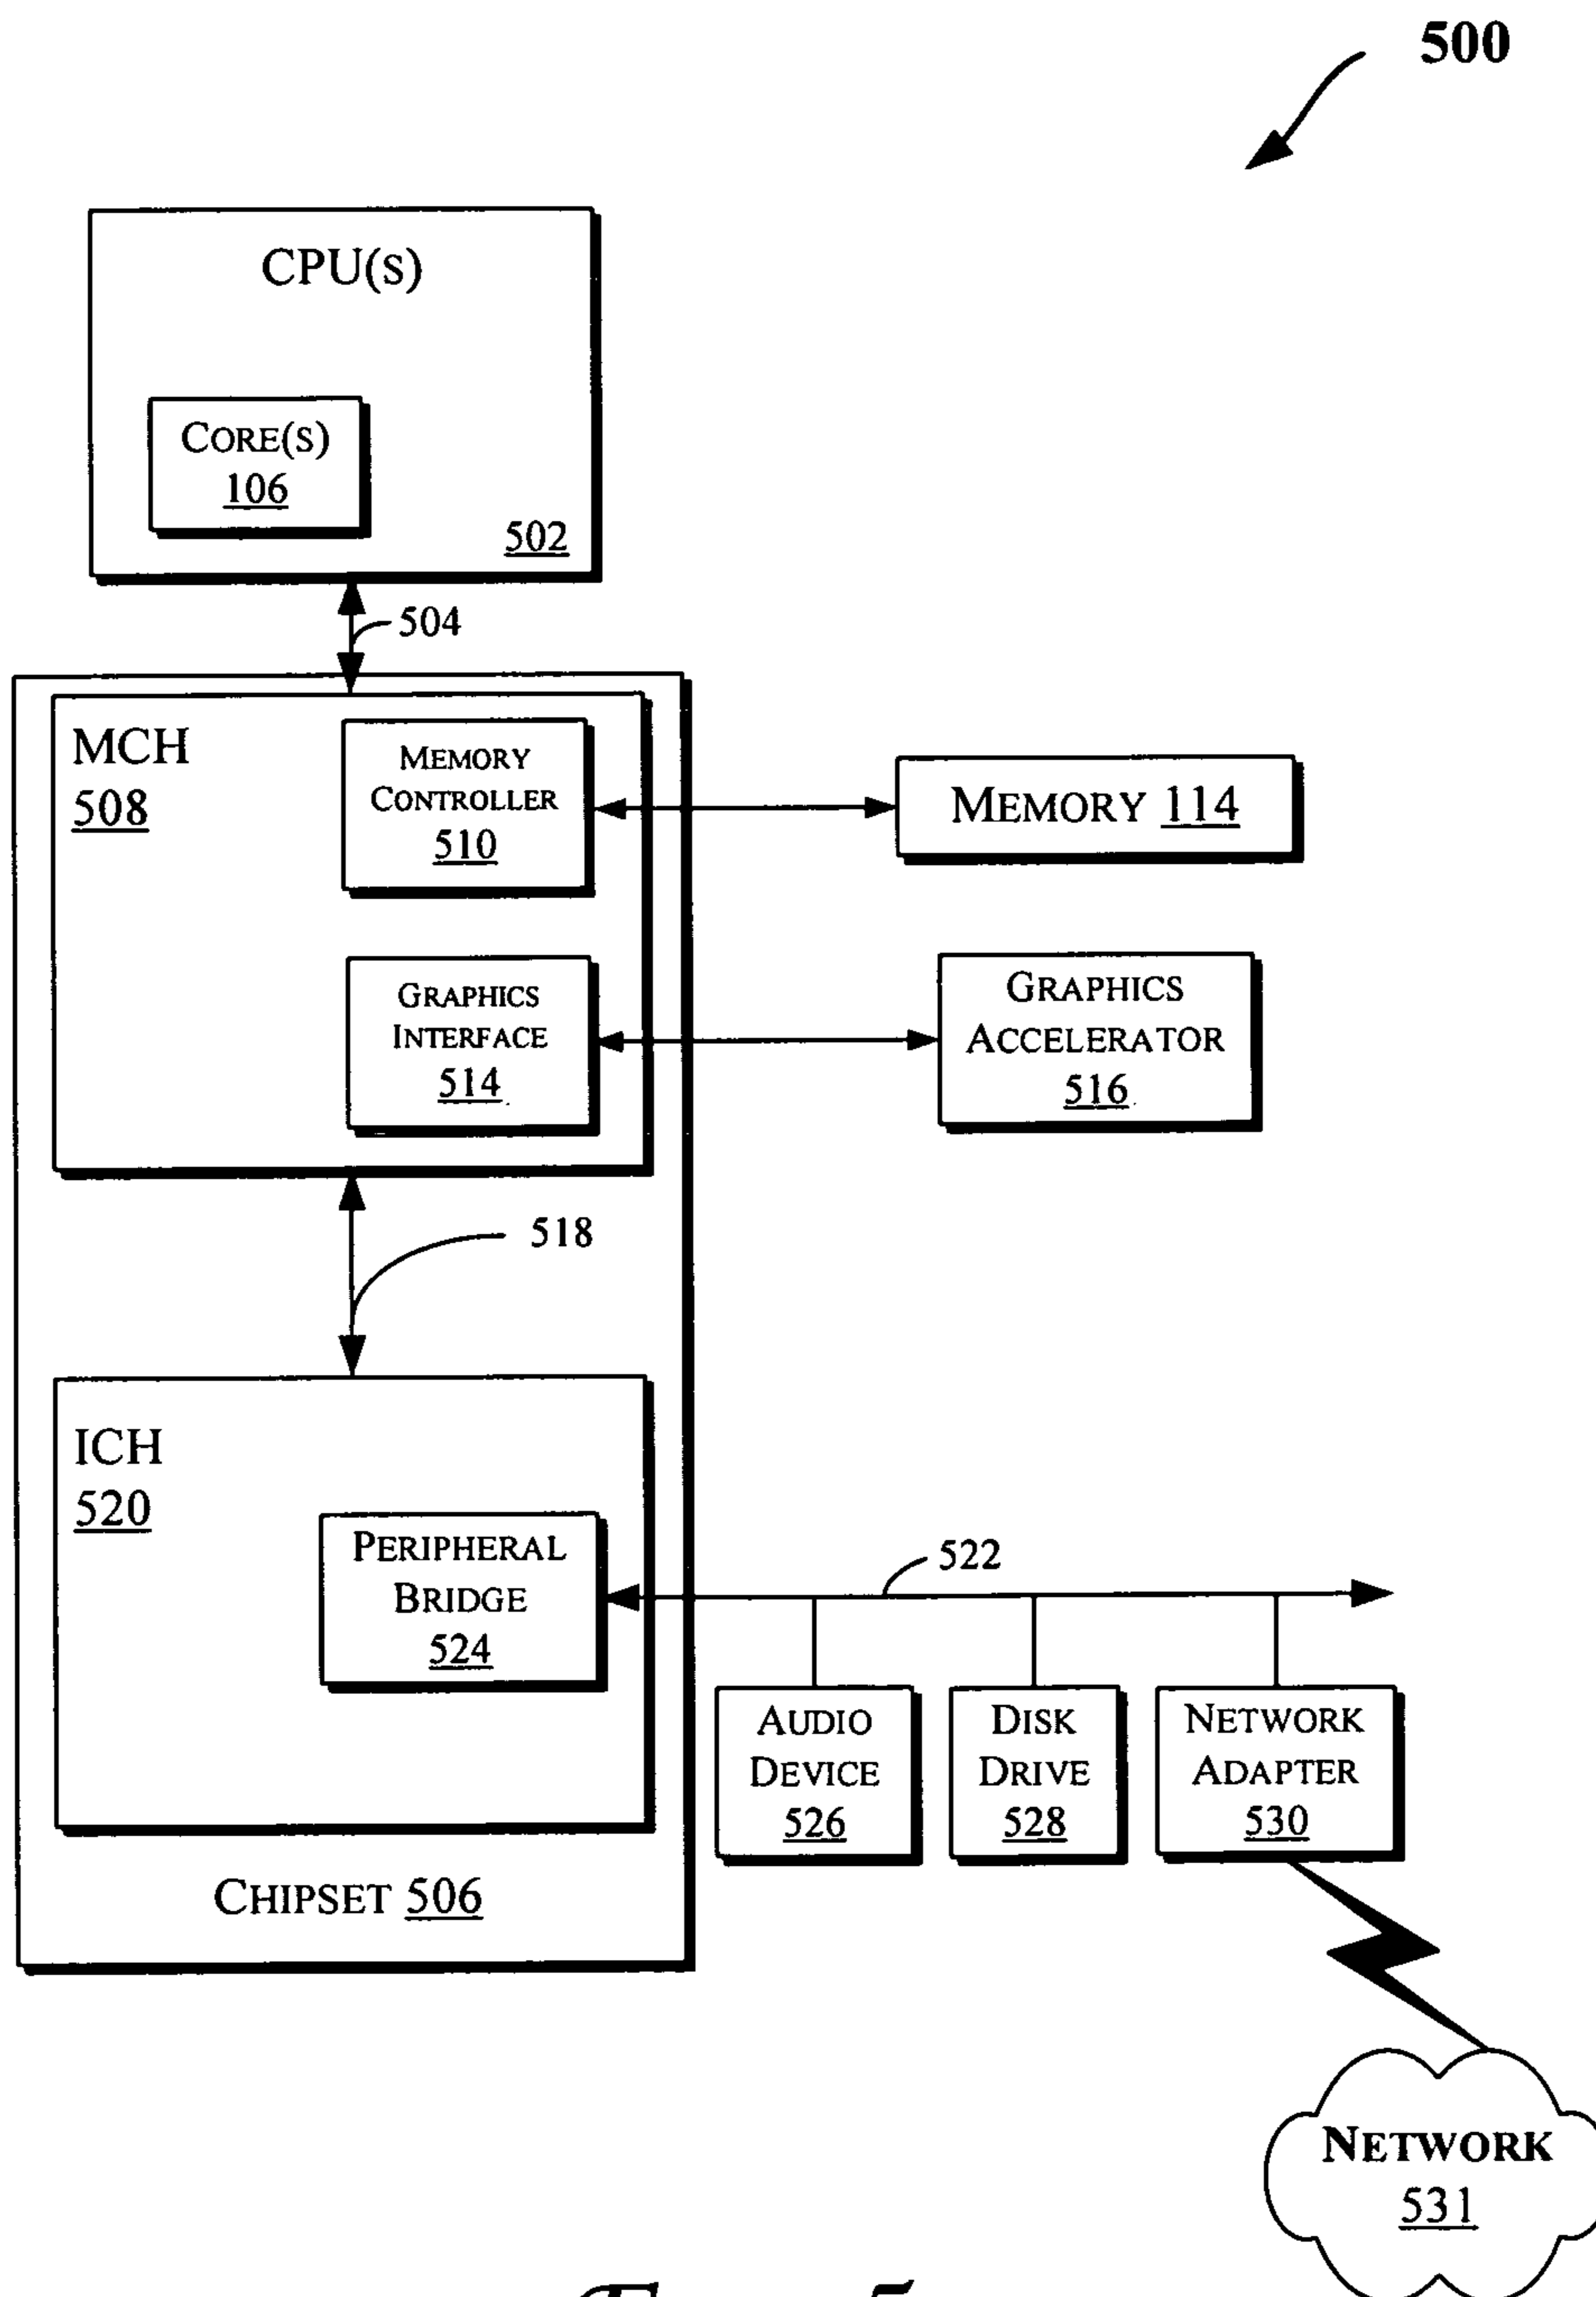 500
CPU(s)
CORE(S)
106
502
504
MCH
508
MEMORY
CONTROLLER
510
MEMORY 114
GRAPHICS
INTERFACE
514
GRAPHICS
ACCELERATOR
516
518
ICH
520
PERIPHERAL
BRIDGE
524
522
AUDIO
DEVICE
526
DISK
DRIVE
528
NETWORK
ADAPTER
530
CHIPSET 506
NETWORK
531